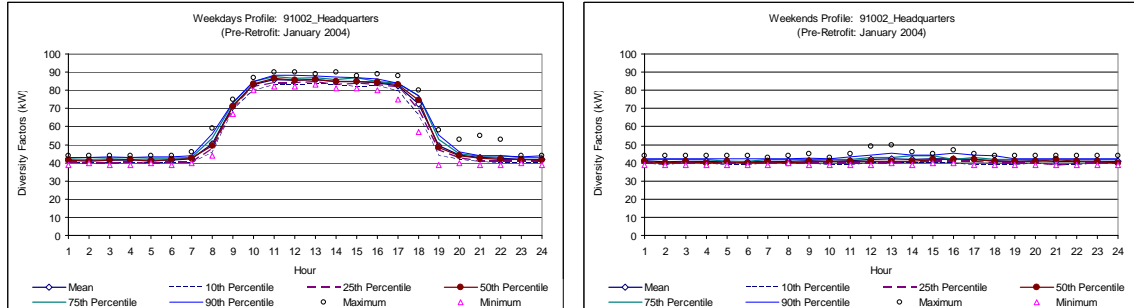 Weekdays Profile: 91002_Headquarters
(Pre-Retrofit: January 2004)
Diversity Factors (kW)
100
90
80
70
60
50
40
30
20
10
0
1 2 3 4 5 6 7 8 9 10 11 12 13 14 15 16 17 18 19 20 21 22 23 24
Hour
Mean 10th Percentile 25th Percentile 50th Percentile
75th Percentile 90th Percentile Maximum Minimum
Weekends Profile: 91002_Headquarters
(Pre-Retrofit: January 2004)
Diversity Factors (kW)
100
90
80
70
60
50
40
30
20
10
0
1 2 3 4 5 6 7 8 9 10 11 12 13 14 15 16 17 18 19 20 21 22 23 24
Hour
Mean 10th Percentile 25th Percentile 50th Percentile
75th Percentile 90th Percentile Maximum Minimum